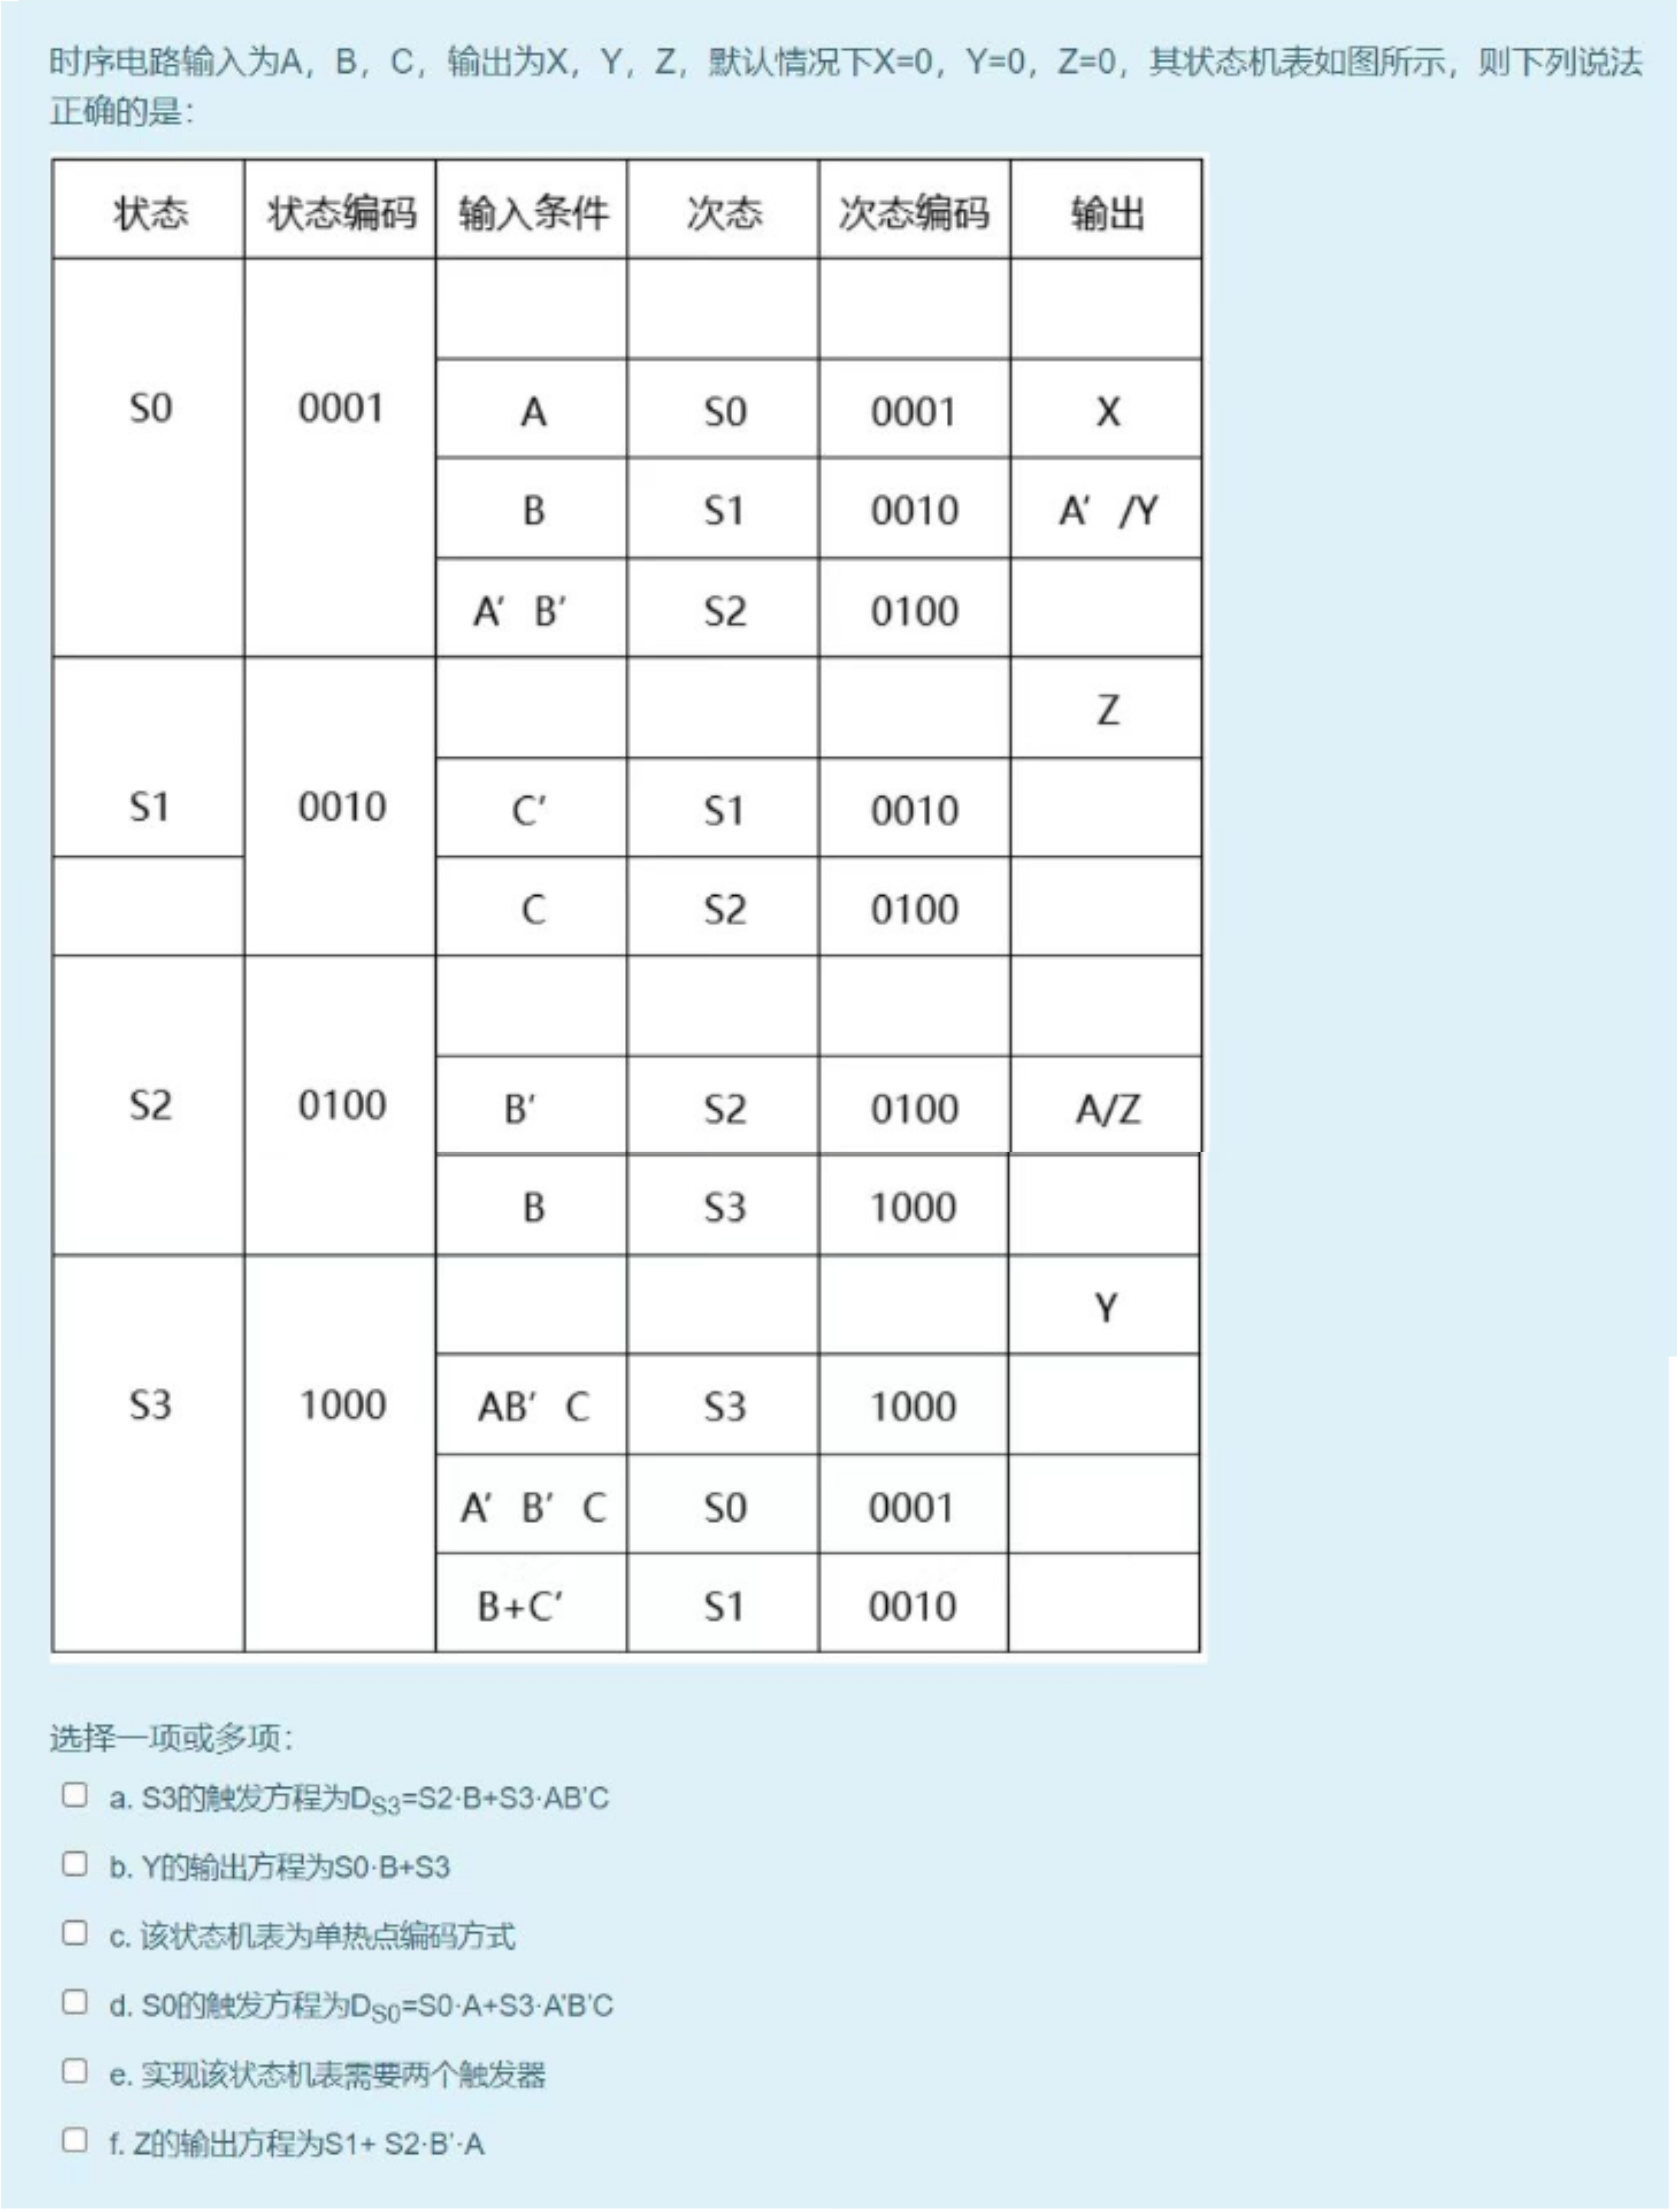 时序电路输入为A，B，C，输出为X，Y，Z，默认情况下X=0，Y=0，Z=0，其状态机表如图所示，则下列说法
正确的是：
状态 状态编码 输入条件 次态 次态编码 输出
S0 0001
A S0 0001 X
B S1 0010 A′ /Y
A′ B′ S2 0100
Z
S1 0010 C′ S1 0010
C S2 0100
S2 0100 B′ S2 0100 A/Z
B S3 1000
Y
S3 1000 AB′ C S3 1000
A′ B′ C S0 0001
B+C′ S1 0010
选择一项或多项：
a. S3的触发方程为DS3=S2·B+S3·AB'C
b. Y的输出方程为S0·B+S3
c. 该状态机表为单热点编码方式
d. S0的触发方程为DS0=S0·A+S3·A'B'C
e. 实现该状态机表需要两个触发器
f. Z的输出方程为S1+ S2·B'·A